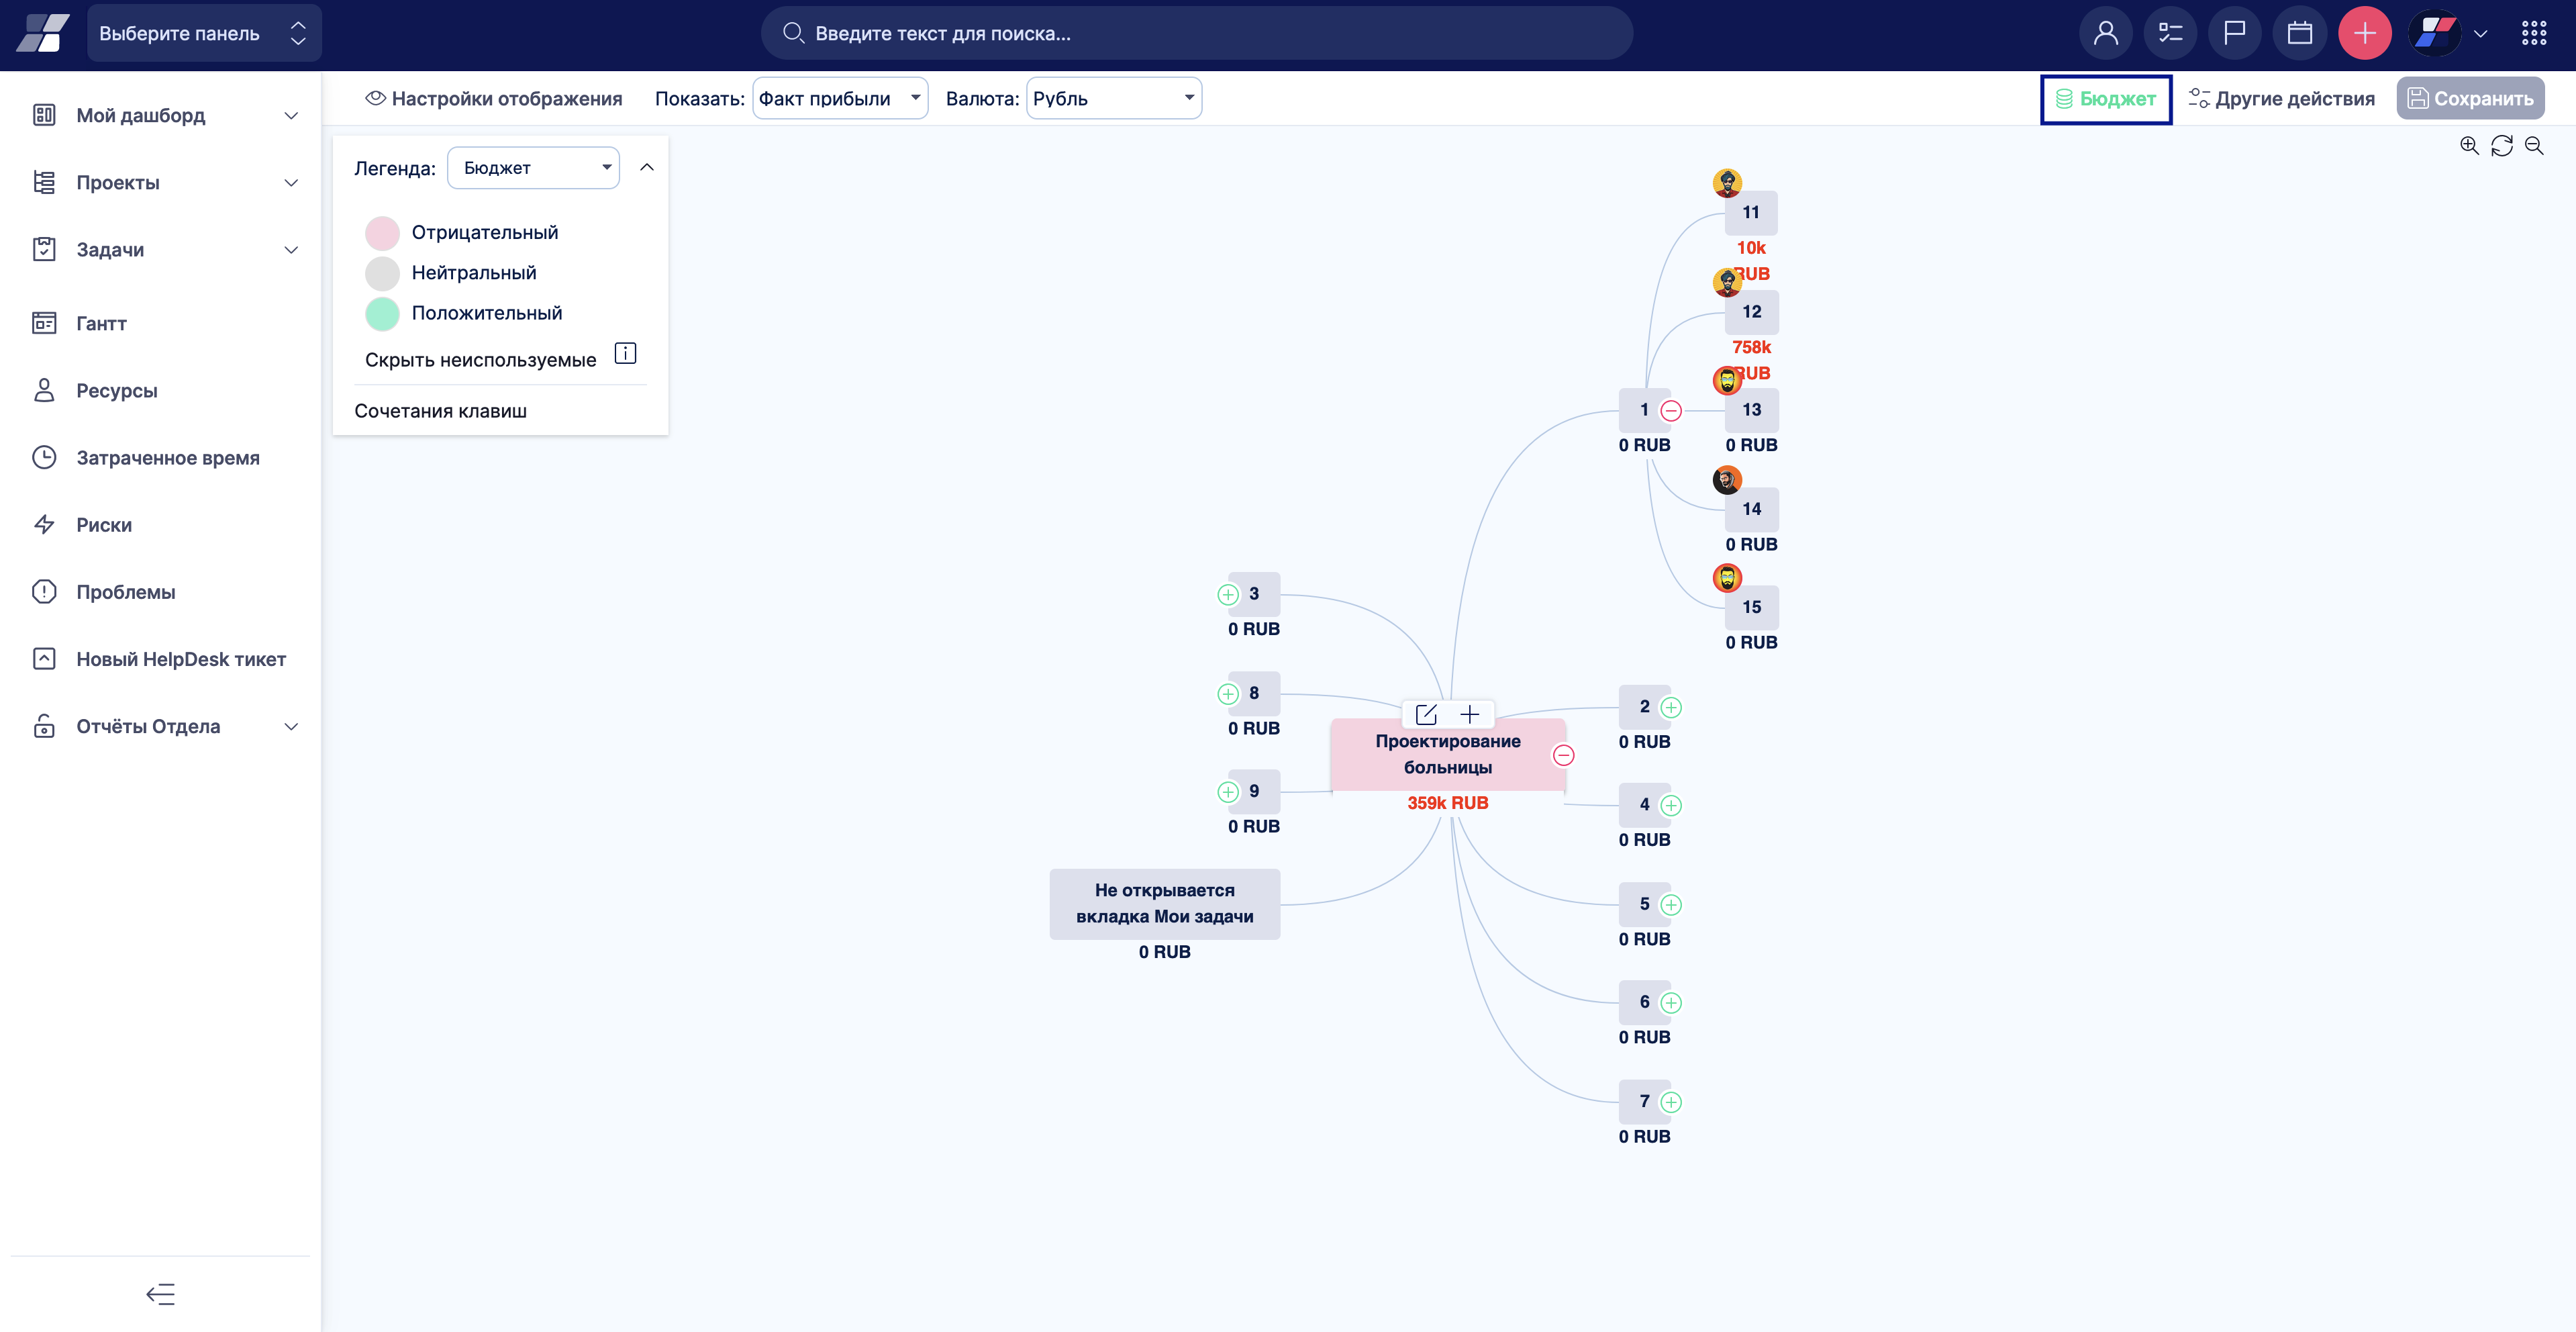 Выберите панель
Введите текст для поиска...
Мой дашборд
Проекты
Задачи
Гантт
Ресурсы
Затраченное время
Риски
Проблемы
Новый HelpDesk тикет
Отчёты Отдела
Настройки отображения
Показать:
Факт прибыли
Валюта:
Рубль
Бюджет
Другие действия
Сохранить
Легенда:
Бюджет
Отрицательный
Нейтральный
Положительный
Скрыть неиспользуемые
Сочетания клавиш
11
10k
RUB
12
758k
RUB
1
0 RUB
13
0 RUB
14
0 RUB
15
0 RUB
3
0 RUB
8
0 RUB
9
0 RUB
Не открывается
вкладка Мои задачи
0 RUB
Проектирование
больницы
359k RUB
2
0 RUB
4
0 RUB
5
0 RUB
6
0 RUB
7
0 RUB